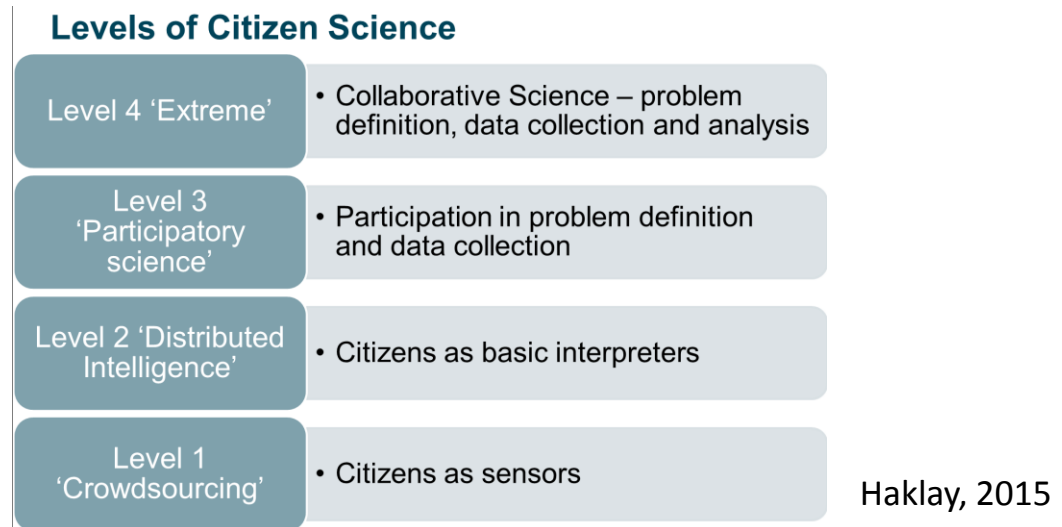 Levels of Citizen Science
Level 4 ‘Extreme’
• Collaborative Science – problem
definition, data collection and analysis
Level 3
‘Participatory
science’
• Participation in problem definition
and data collection
Level 2 ‘Distributed
Intelligence’
• Citizens as basic interpreters
Level 1
‘Crowdsourcing’
• Citizens as sensors
Haklay, 2015